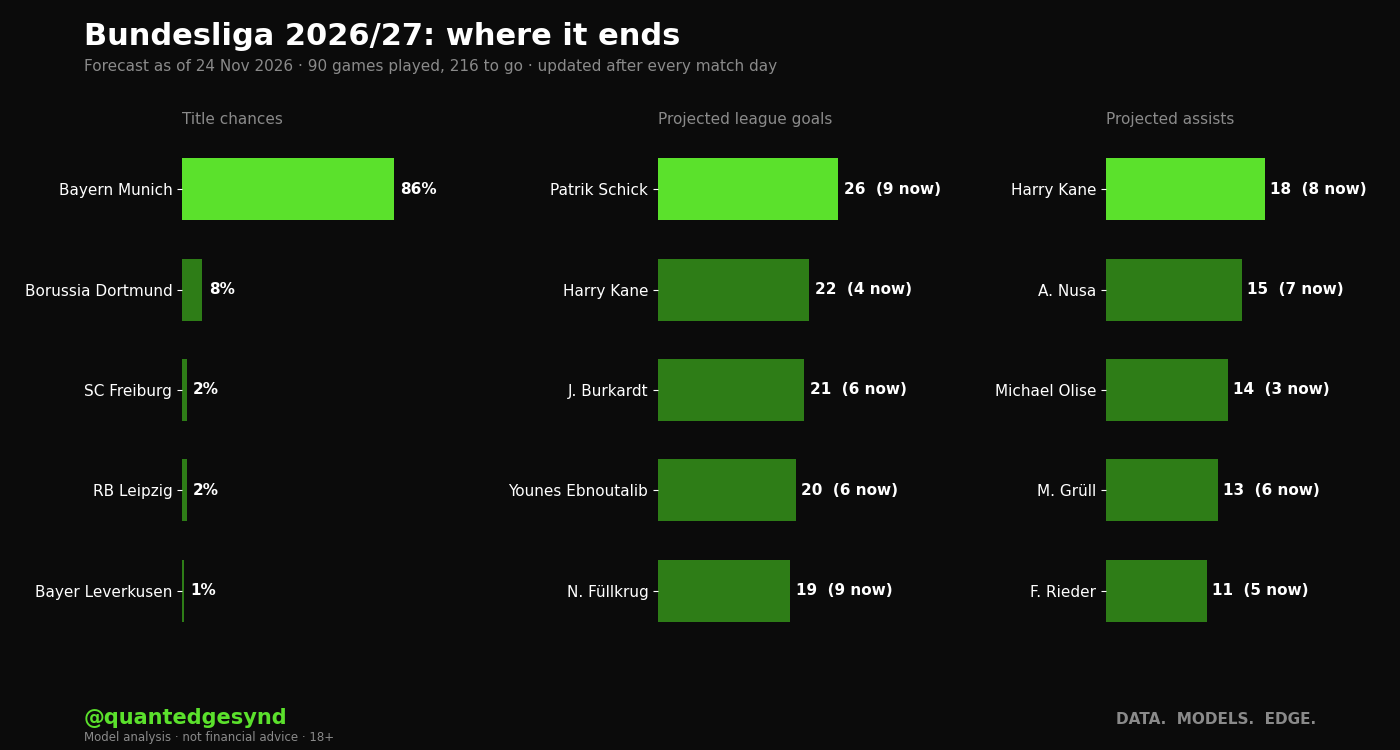 Bundesliga 2026/27: where it ends
Forecast as of 24 Nov 2026 · 90 games played, 216 to go · updated after every match day
Title chances
Bayern Munich 86%
Borussia Dortmund 8%
SC Freiburg 2%
RB Leipzig 2%
Bayer Leverkusen 1%
Projected league goals
Patrik Schick 26 (9 now)
Harry Kane 22 (4 now)
J. Burkardt 21 (6 now)
Younes Ebnoutalib 20 (6 now)
N. Füllkrug 19 (9 now)
Projected assists
Harry Kane 18 (8 now)
A. Nusa 15 (7 now)
Michael Olise 14 (3 now)
M. Grüll 13 (6 now)
F. Rieder 11 (5 now)
@quantedgesynd
Model analysis · not financial advice · 18+
DATA. MODELS. EDGE.